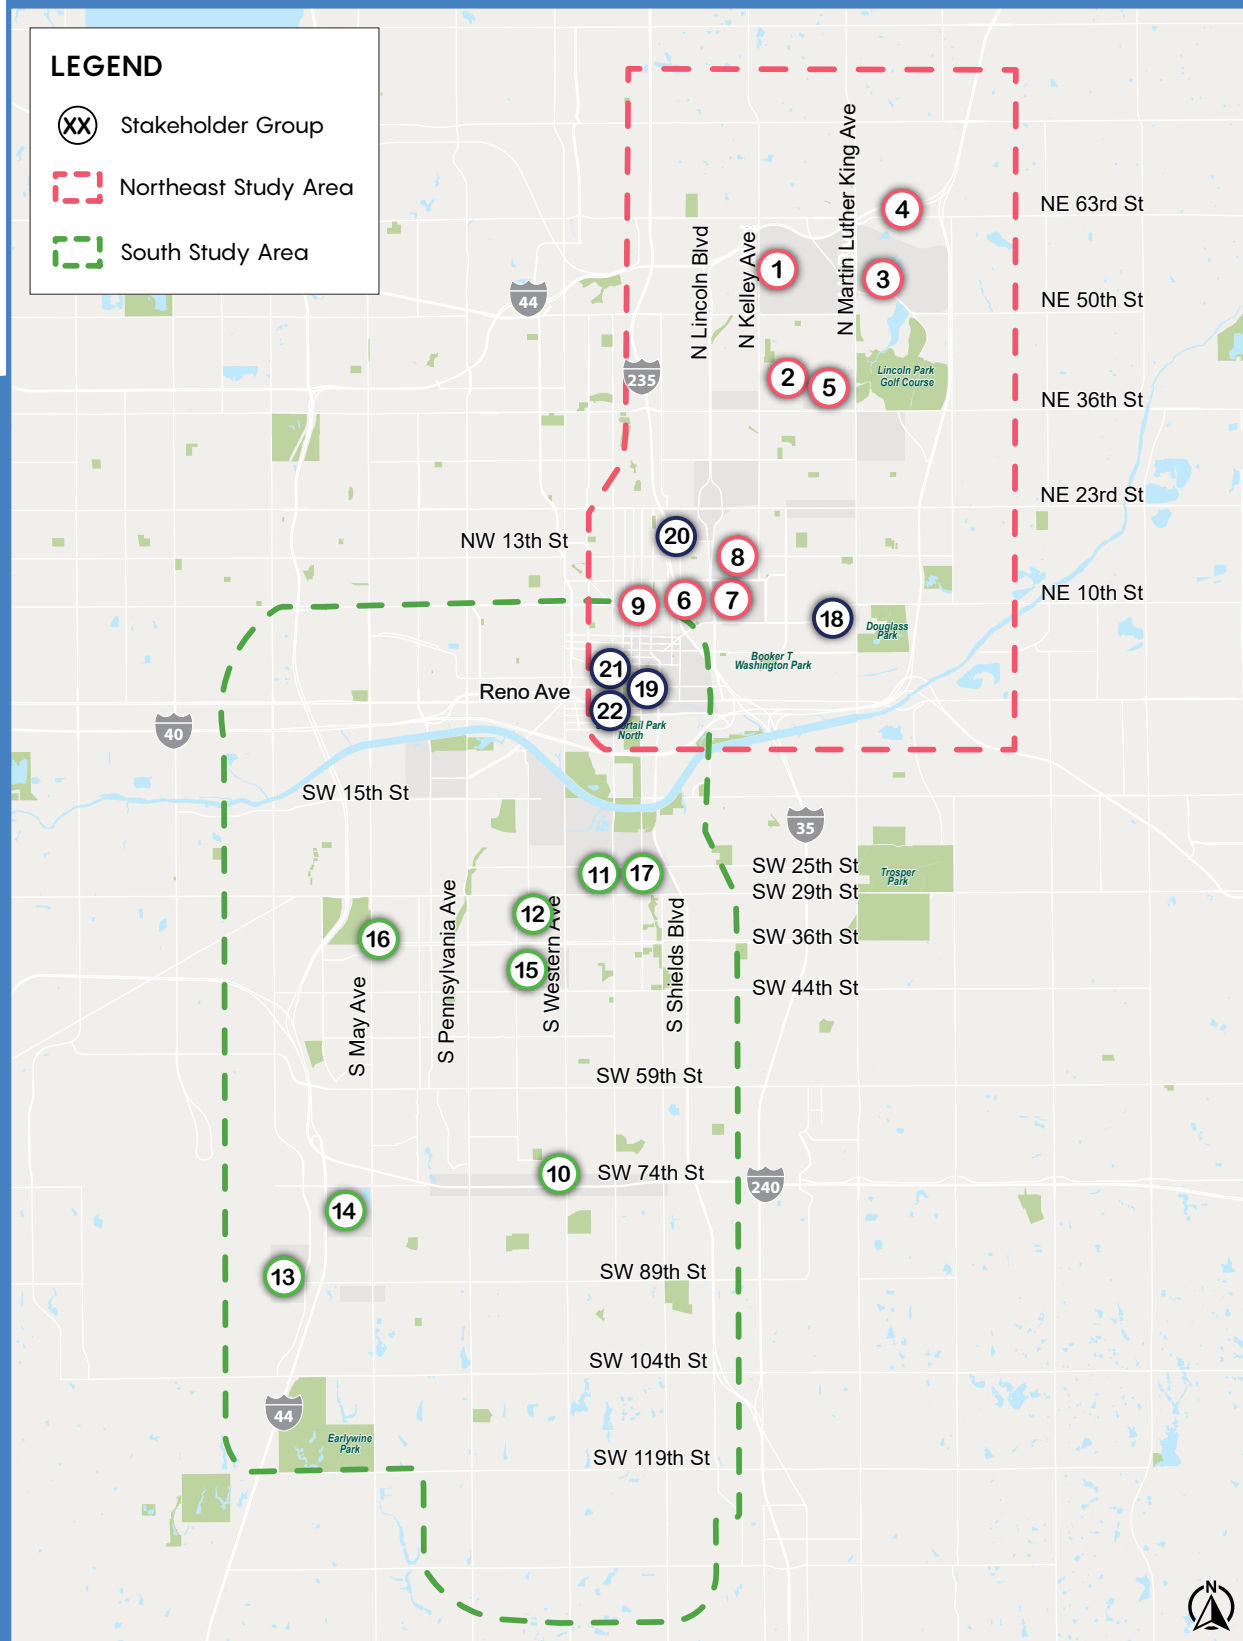 LEGEND
XX Stakeholder Group
Northeast Study Area
South Study Area
N Martin Luther King Ave
4
NE 63rd St
N Lincoln Blvd
N Kelley Ave
1
3
44
NE 50th St
235
2
5
Lincoln Park
Golf Course
NE 36th St
NE 23rd St
NW 13th St
20
8
NE 10th St
9
6
7
18
Douglass
Park
Booker T
Washington Park
21
19
Reno Ave
22
Park
North
40
SW 15th St
35
SW 25th St
11
17
Trosper
Park
SW 29th St
12
S Pennsylvania Ave
S Western Ave
S Shields Blvd
16
SW 36th St
15
S May Ave
SW 44th St
SW 59th St
10
SW 74th St
240
14
13
SW 89th St
SW 104th St
44
Earlywine
Park
SW 119th St
N